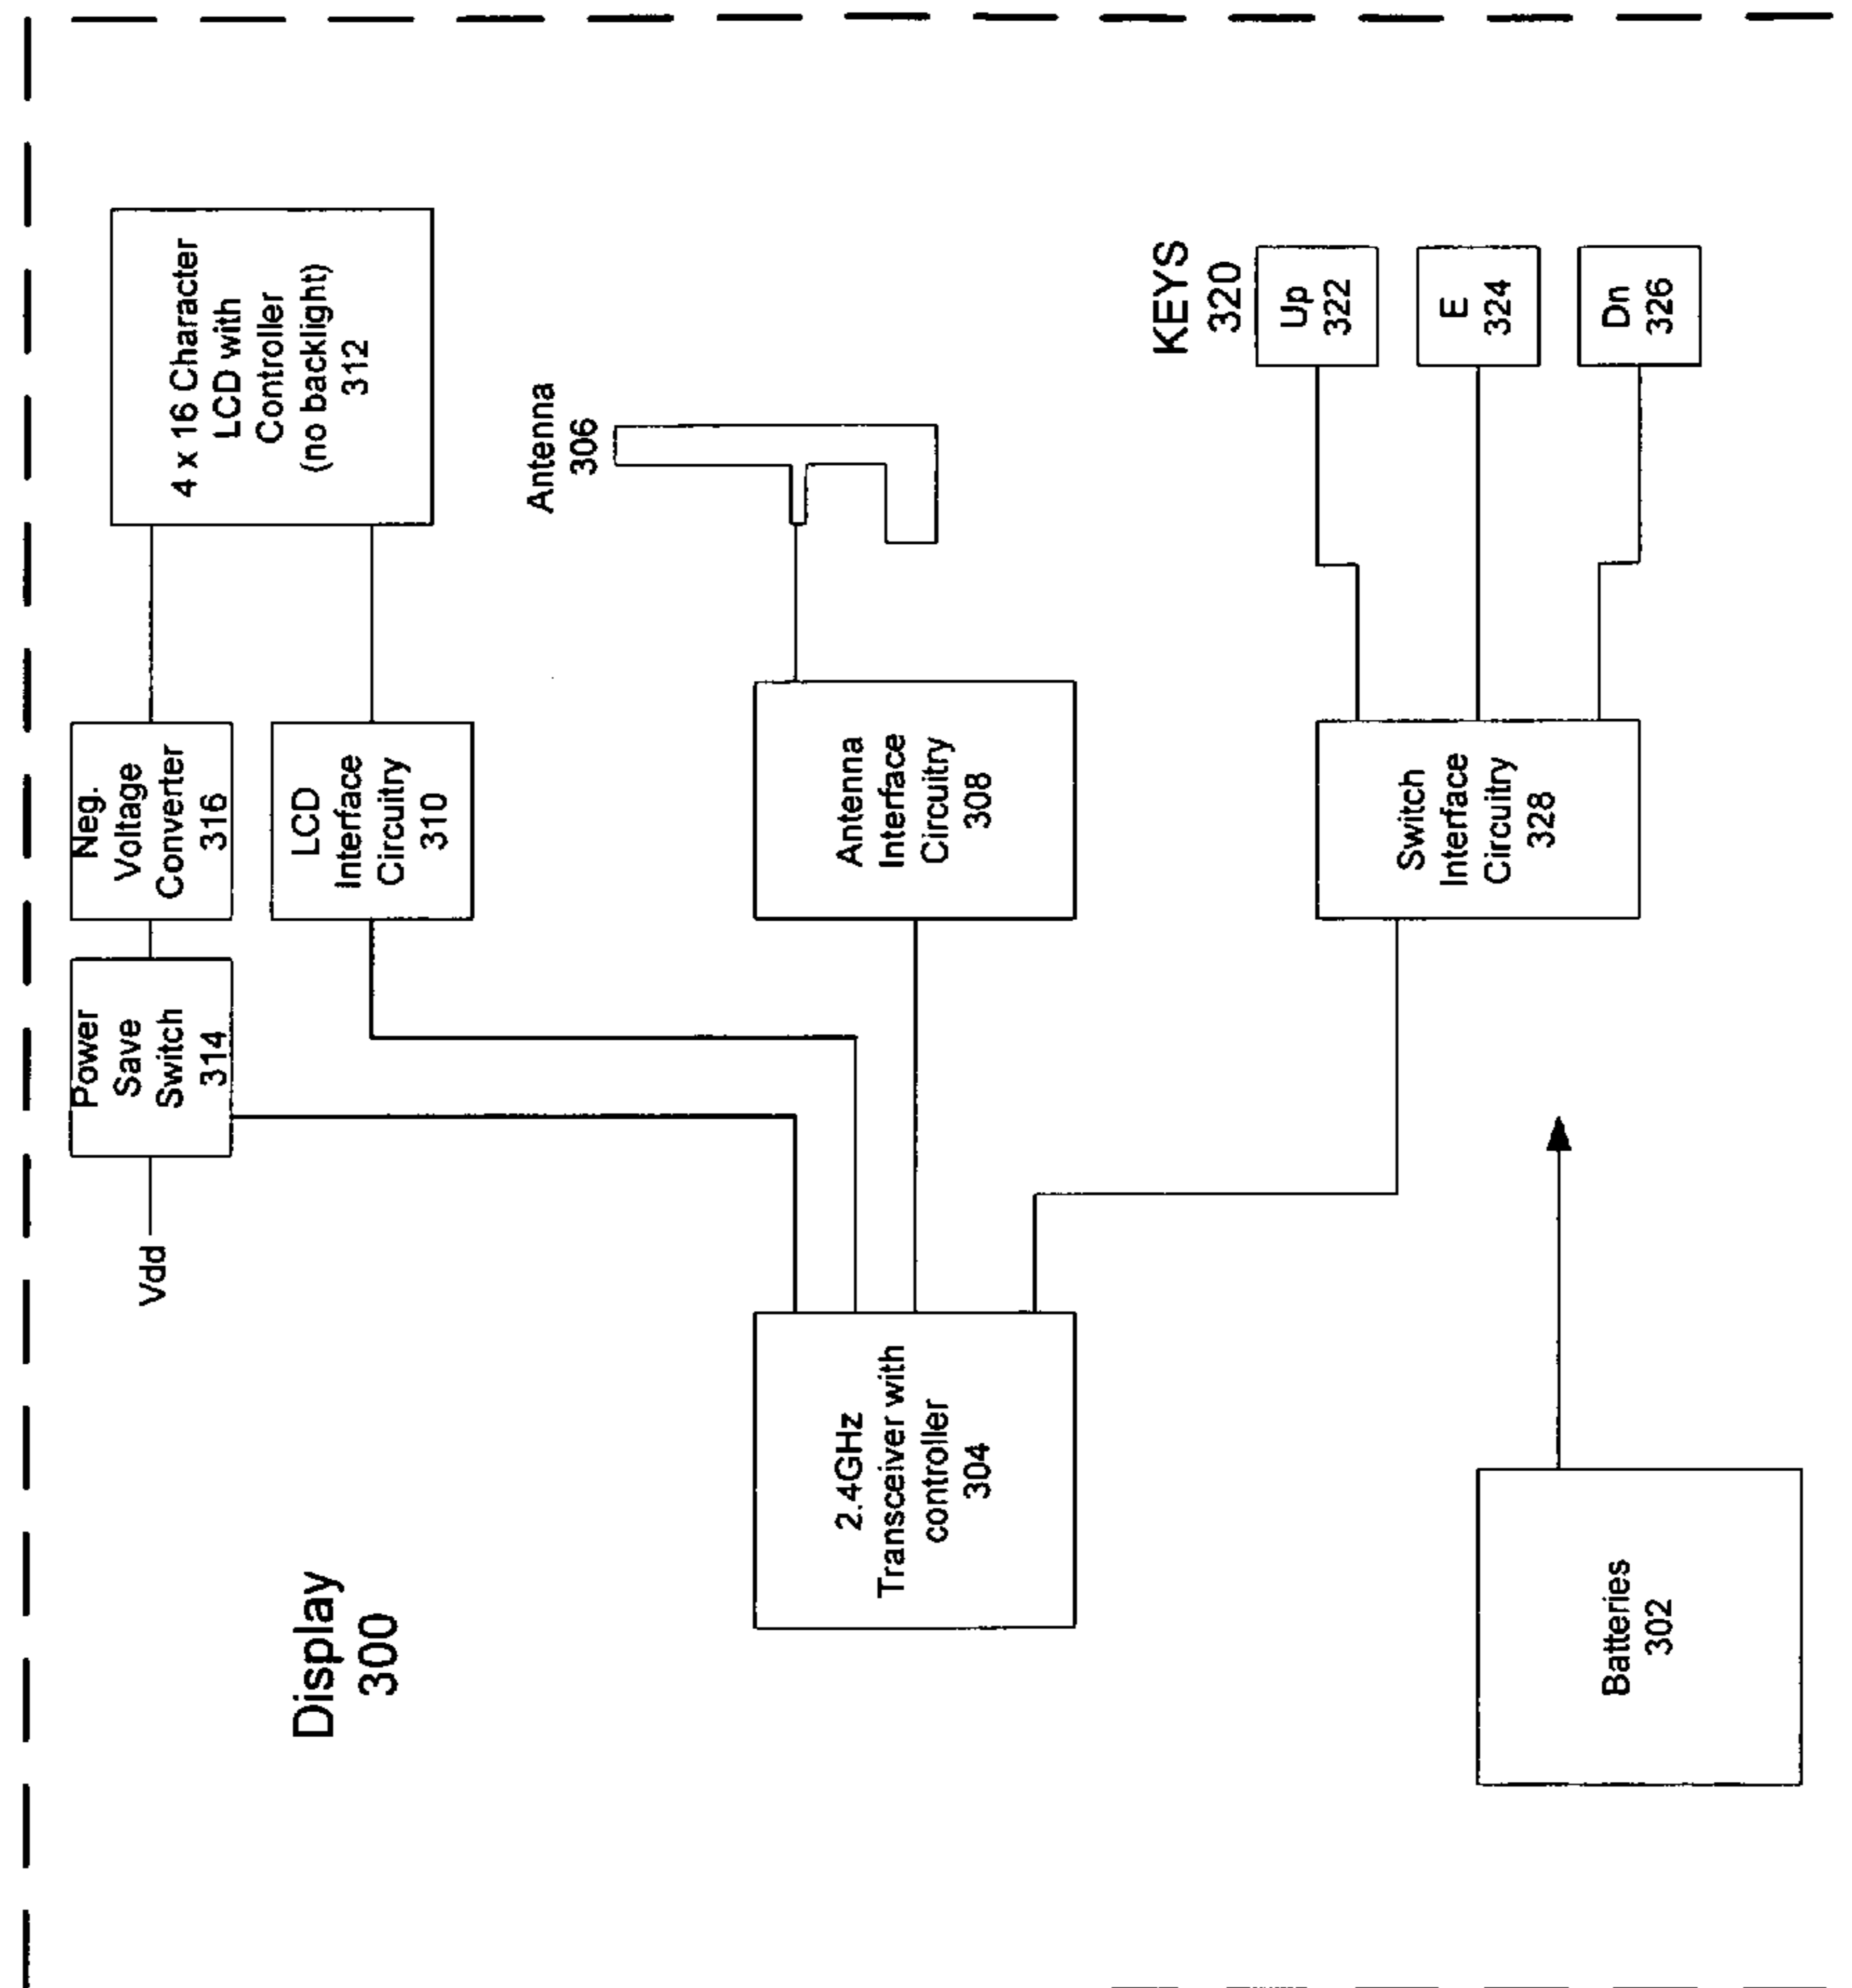 Display
300
Vdd
Power
Save
Switch
314
Neg.
Voltage
Converter
316
LCD
Interface
Circuitry
310
4 x 16 Character
LCD with
Controller
(no backlight)
312
Antenna
306
2.4GHz
Transceiver with
controller
304
Antenna
Interface
Circuitry
308
KEYS
320
Up
322
E
324
Dn
326
Switch
Interface
Circuitry
328
Batteries
302